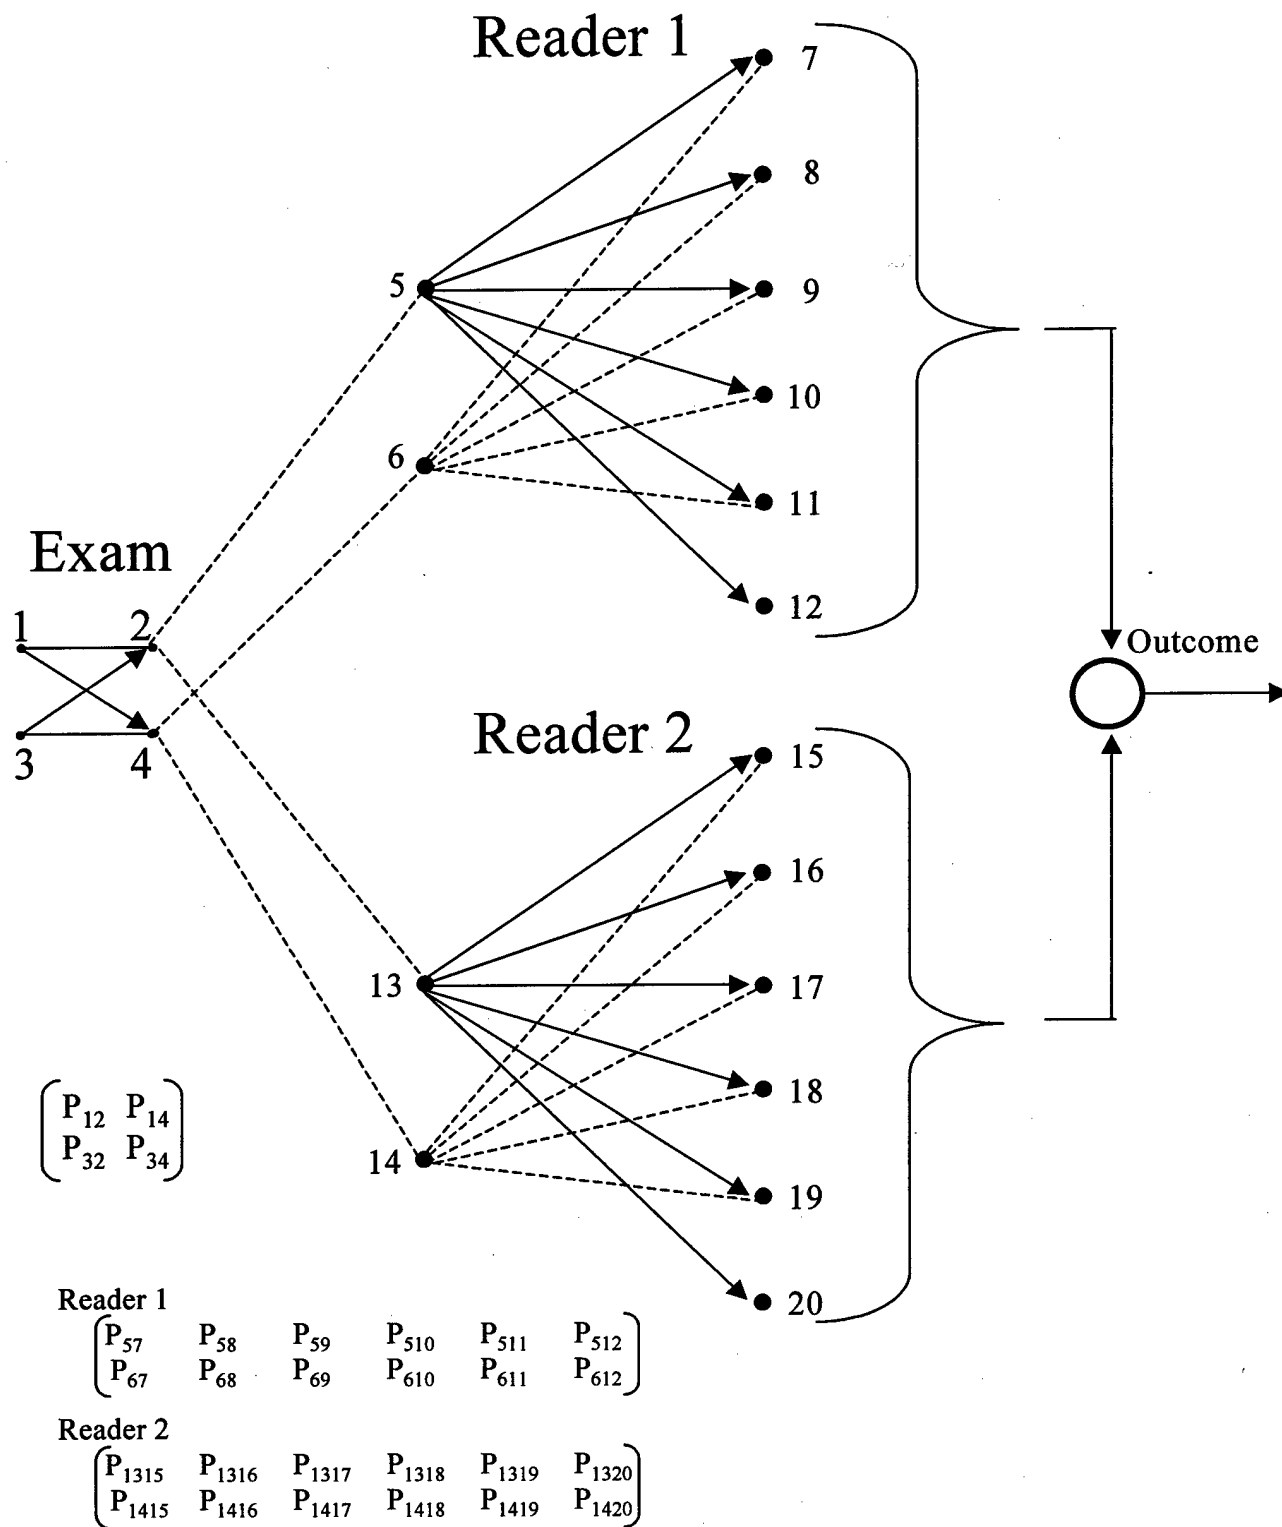 Reader 1
7
8
5
9
10
6
11
Exam
12
1 2
Outcome
Reader 2
3 4
15
16
13
17
18
P12 P14
P32 P34
14
19
20
Reader 1
P57 P58 P59 P510 P511 P512
P67 P68 P69 P610 P611 P612
Reader 2
P1315 P1316 P1317 P1318 P1319 P1320
P1415 P1416 P1417 P1418 P1419 P1420